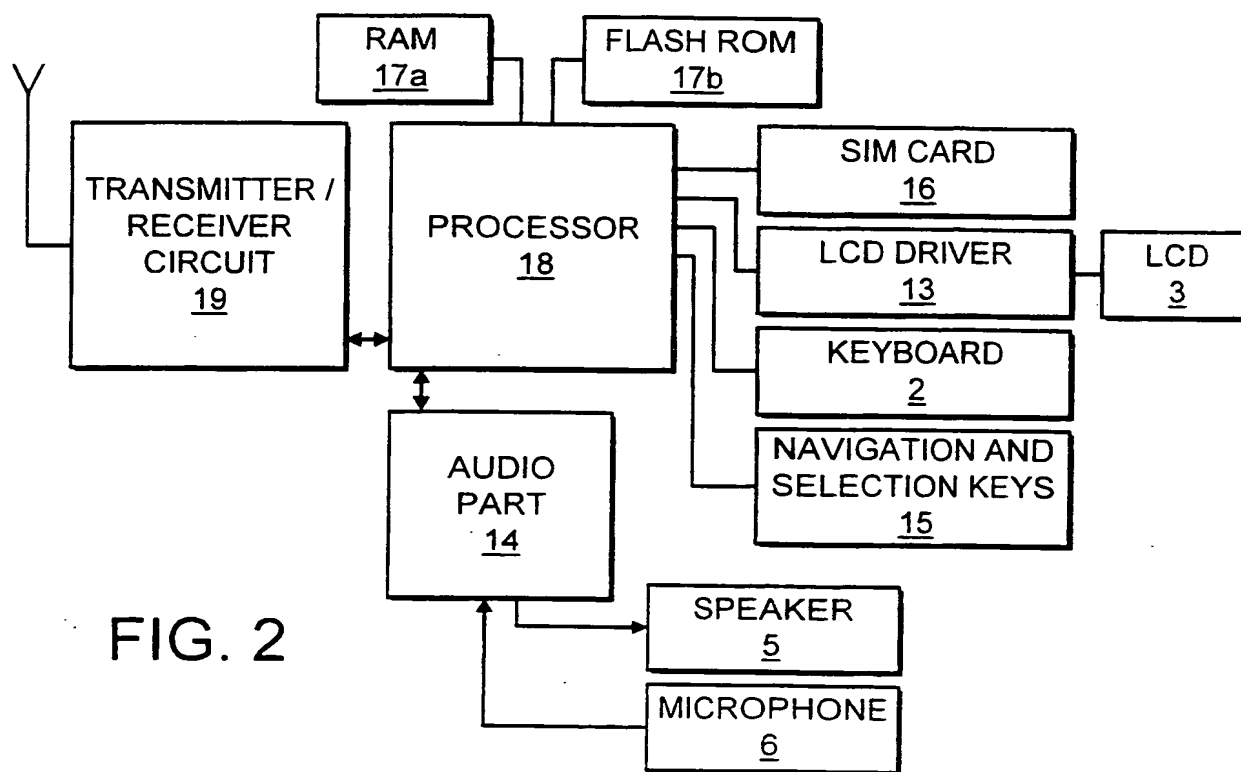 RAM
17a
FLASH ROM
17b
TRANSMITTER /
RECEIVER
CIRCUIT
19
PROCESSOR
18
SIM CARD
16
LCD DRIVER
13
LCD
3
KEYBOARD
2
NAVIGATION AND
SELECTION KEYS
15
AUDIO
PART
14
SPEAKER
5
MICROPHONE
6
FIG. 2